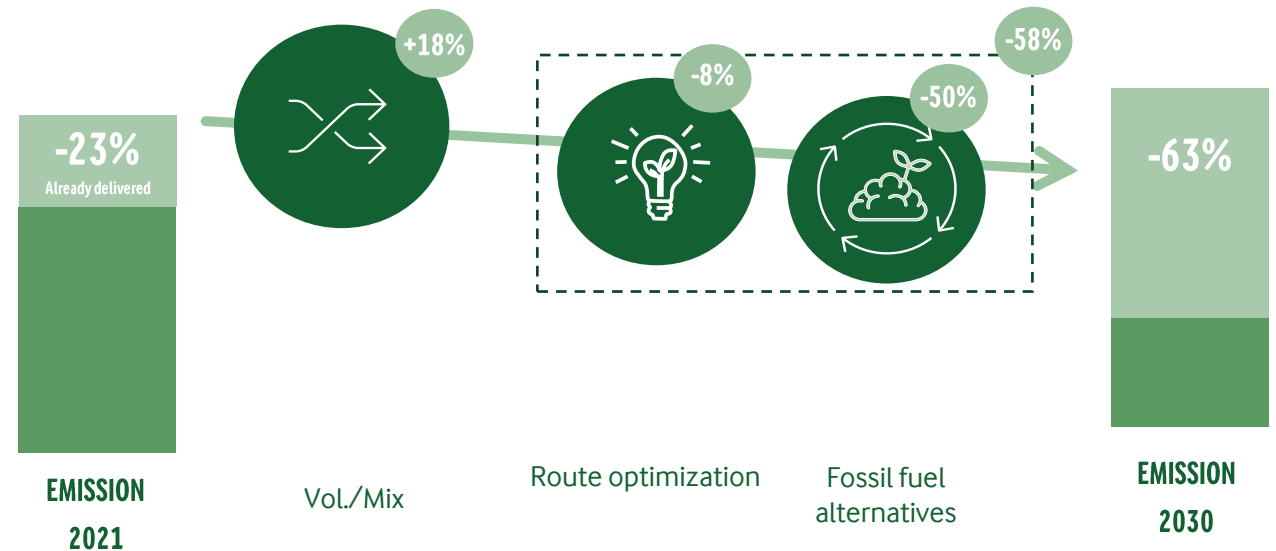 -23%
Already delivered
EMISSION
2021
+18%
Vol./Mix
-8%
Route optimization
-50%
Fossil fuel
alternatives
-58%
-63%
EMISSION
2030